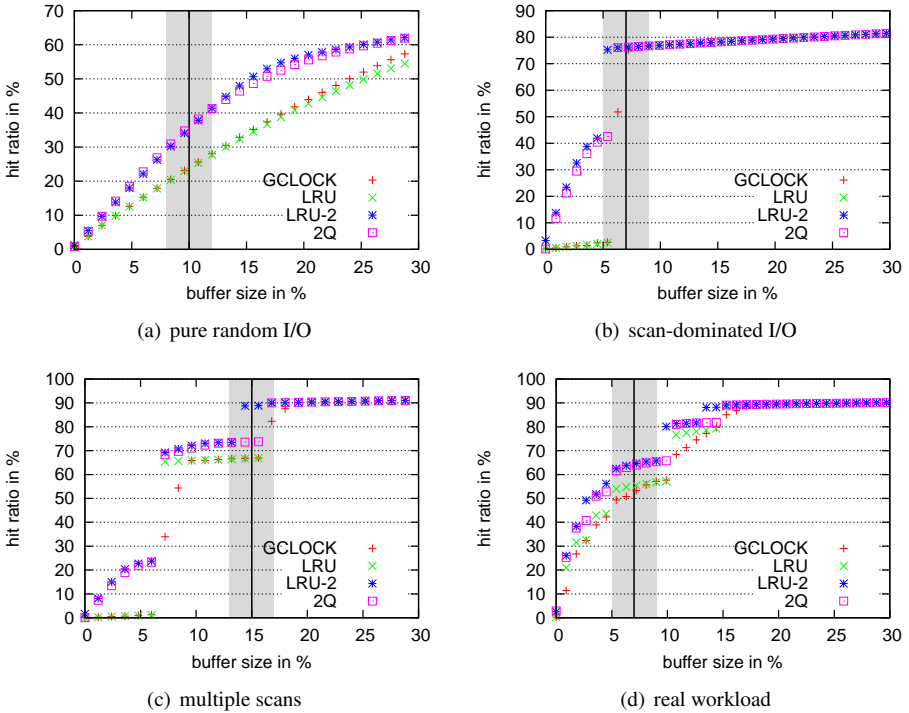 70
60
50
40
30
20
10
0
hit ratio in %
GCLOCK
LRU
LRU-2
2Q
0 5 10 15 20 25 30
buffer size in %
(a) pure random I/O
90
80
70
60
50
40
30
20
10
0
hit ratio in %
GCLOCK
LRU
LRU-2
2Q
0 5 10 15 20 25 30
buffer size in %
(b) scan-dominated I/O
100
90
80
70
60
50
40
30
20
10
0
hit ratio in %
GCLOCK
LRU
LRU-2
2Q
0 5 10 15 20 25 30
buffer size in %
(c) multiple scans
100
90
80
70
60
50
40
30
20
10
0
hit ratio in %
GCLOCK
LRU
LRU-2
2Q
0 5 10 15 20 25 30
buffer size in %
(d) real workload